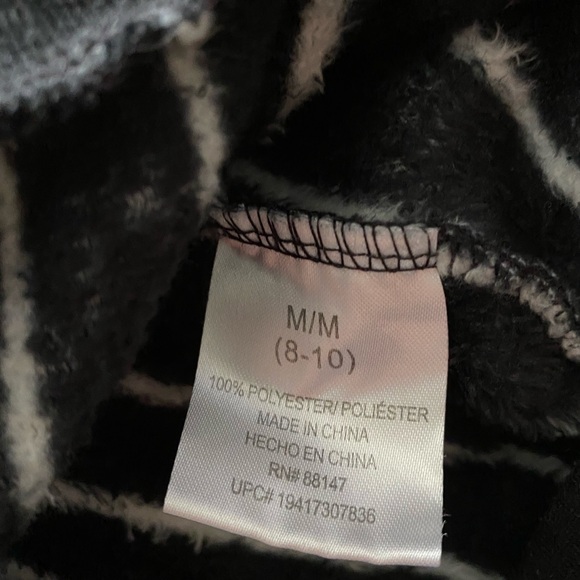 M/M
(8-10)
100% POLYESTER/ POLIÉSTER
MADE IN CHINA
HECHO EN CHINA
RN# 88147
UPC# 19417307836